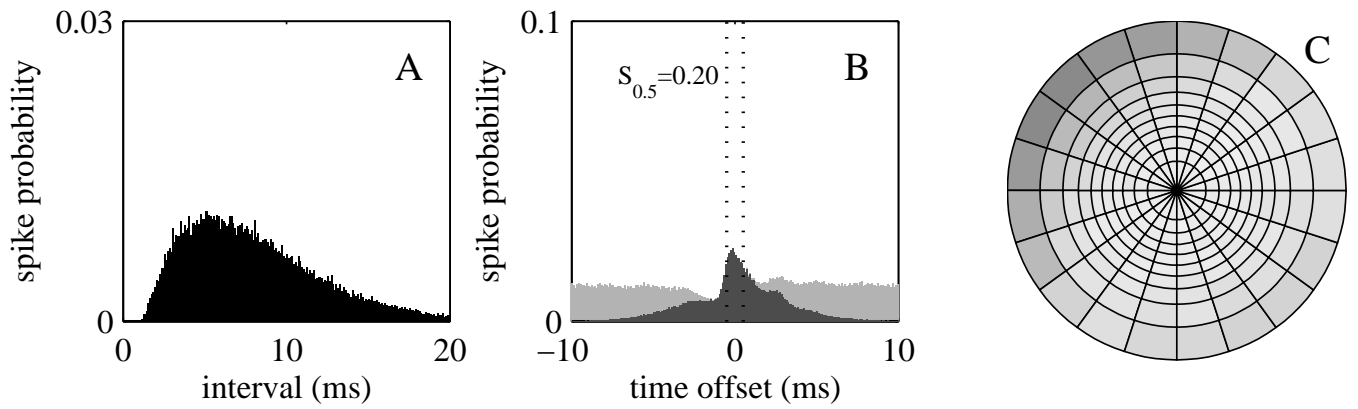 0.03
spike probability
A
0
0
10
20
interval (ms)
0.1
spike probability
B
S0.5=0.20
0
−10
0
10
time offset (ms)
C